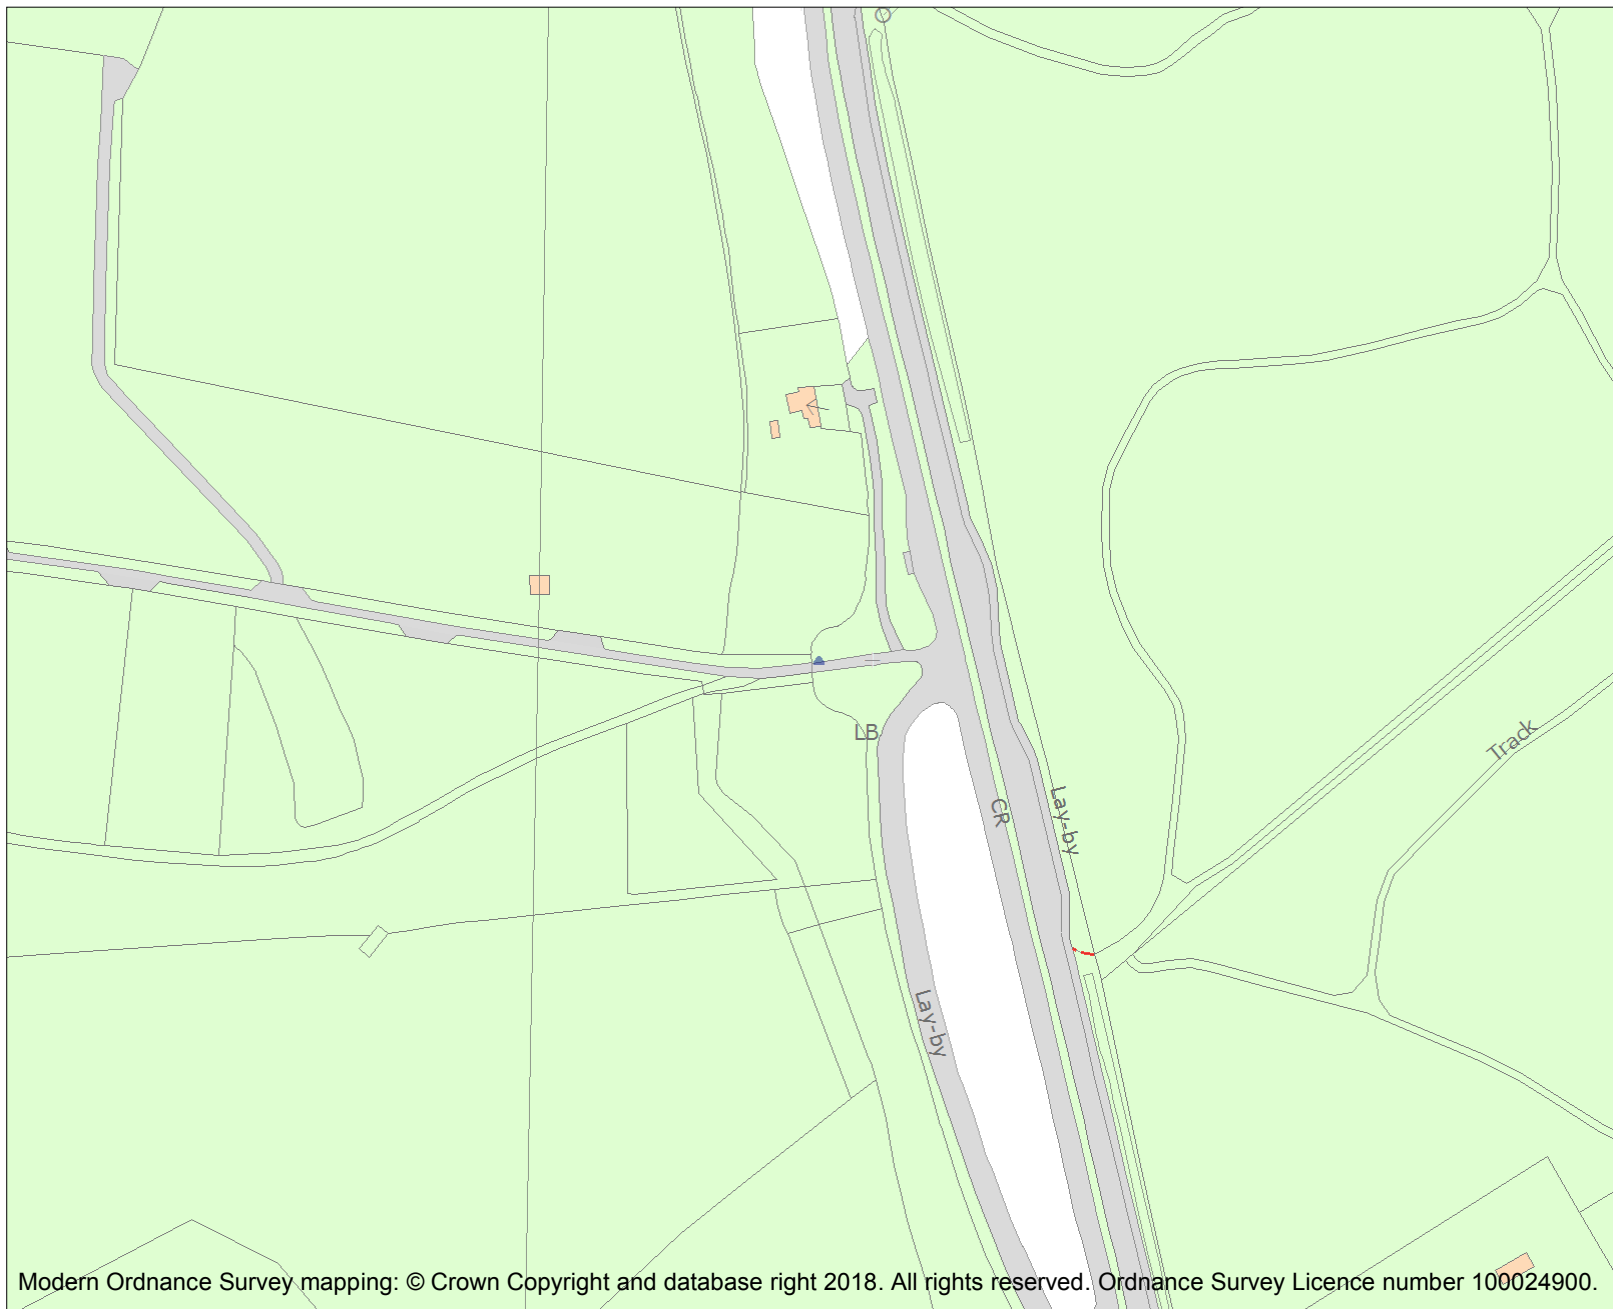 O
LB
CR
Lay-by
Track
Lay-by
Modern Ordnance Survey mapping: © Crown Copyright and database right 2018. All rights reserved. Ordnance Survey Licence number 100024900.